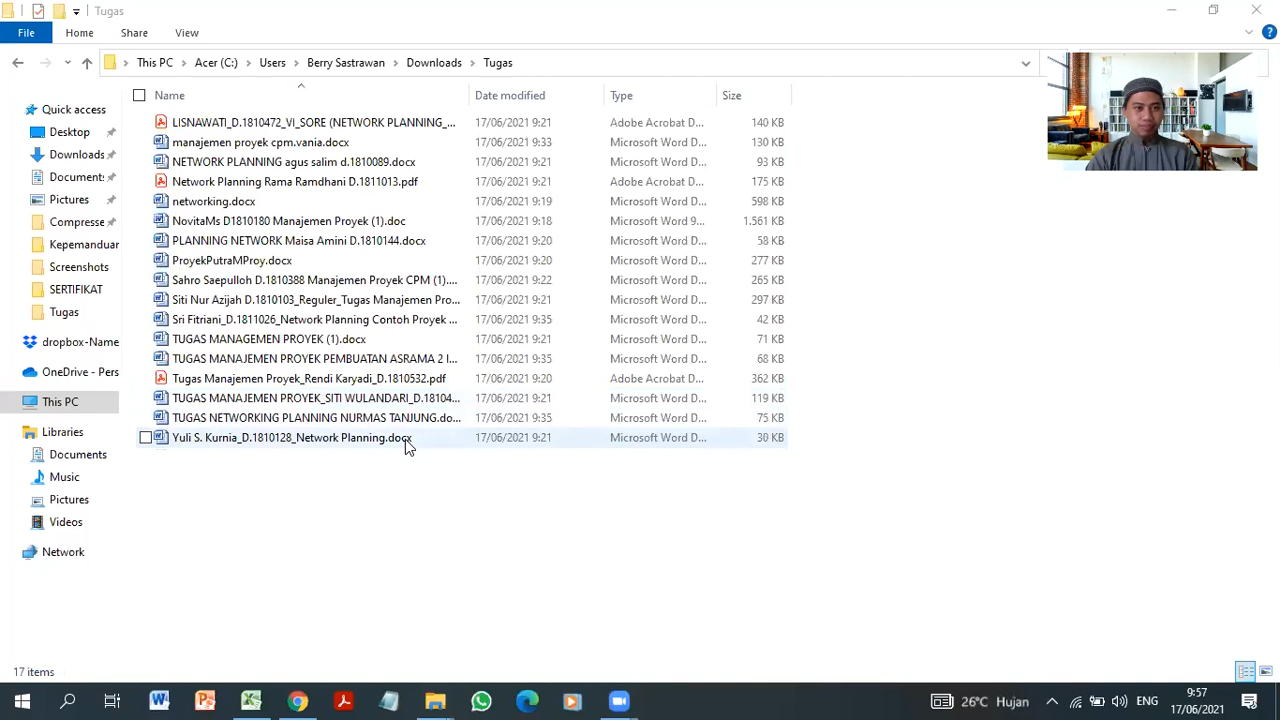 Tugas
File Home Share View
This PC Acer (C:) Users Berry Sastrawan Downloads Tugas
Name Date modified Type Size
Quick access
Desktop
Downloads
Documents
Pictures
Compresse
Kepemanduar
Screenshots
SERTIFIKAT
Tugas
dropbox-Name
OneDrive - Pers
This PC
Libraries
Documents
Music
Pictures
Videos
Network
LISNAWATI_D.1810472_VI_SORE (NETWORK PLANNING_... 17/06/2021 9:21 Adobe Acrobat D... 140 KB
manajemen proyek cpm.vania.docx 17/06/2021 9:33 Microsoft Word D... 130 KB
NETWORK PLANNING agus salim d.1810089.docx 17/06/2021 9:21 Microsoft Word D... 93 KB
Network Planning Rama Ramdhani D.1811013.pdf 17/06/2021 9:21 Adobe Acrobat D... 175 KB
networking.docx 17/06/2021 9:19 Microsoft Word D... 598 KB
NovitaMs D1810180 Manajemen Proyek (1).doc 17/06/2021 9:18 Microsoft Word 9... 1.561 KB
PLANNING NETWORK Maisa Amini D.1810144.docx 17/06/2021 9:20 Microsoft Word D... 58 KB
ProyekPutraMProy.docx 17/06/2021 9:20 Microsoft Word D... 277 KB
Sahro Saepulloh D.1810388 Manajemen Proyek CPM (1).... 17/06/2021 9:22 Microsoft Word D... 265 KB
Siti Nur Azijah D.1810103_Reguler_Tugas Manajemen Pro... 17/06/2021 9:21 Microsoft Word D... 297 KB
Sri Fitriani_D.1811026_Network Planning Contoh Proyek ... 17/06/2021 9:35 Microsoft Word D... 42 KB
TUGAS MANAGEMEN PROYEK (1).docx 17/06/2021 9:21 Microsoft Word D... 71 KB
TUGAS MANAJEMEN PROYEK PEMBUATAN ASRAMA 2 l... 17/06/2021 9:35 Microsoft Word D... 68 KB
Tugas Manajemen Proyek_Rendi Karyadi_D.1810532.pdf 17/06/2021 9:20 Adobe Acrobat D... 362 KB
TUGAS MANAJEMEN PROYEK_SITI WULANDARI_D.18104... 17/06/2021 9:21 Microsoft Word D... 119 KB
TUGAS NETWORKING PLANNING NURMAS TANJUNG.do... 17/06/2021 9:35 Microsoft Word D... 75 KB
Yuli S. Kurnia_D.1810128_Network Planning.docx 17/06/2021 9:21 Microsoft Word D... 30 KB
17 items
26°C Hujan ENG 9:57
17/06/2021